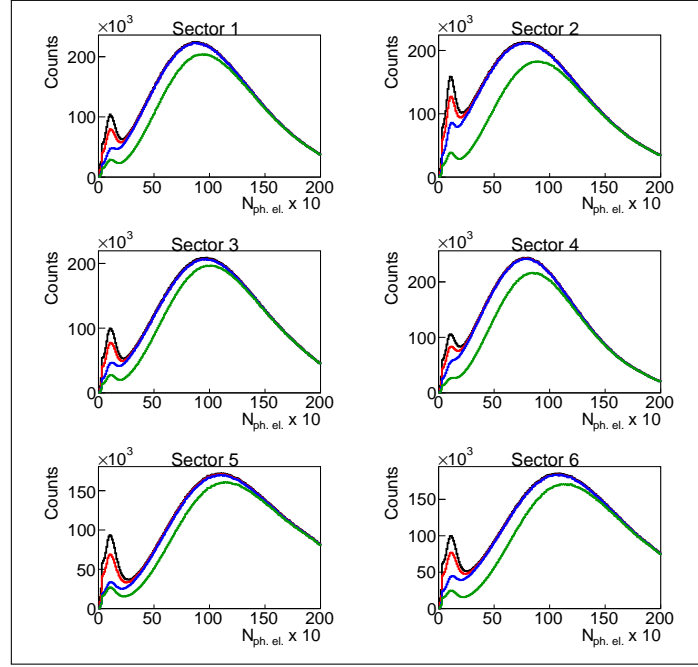 ×10³ Sector 1
Counts
200
100
0
0 50 100 150 200
N_ph. el. x 10
×10³ Sector 2
Counts
200
150
100
50
0
0 50 100 150 200
N_ph. el. x 10
×10³ Sector 3
Counts
200
100
0
0 50 100 150 200
N_ph. el. x 10
×10³ Sector 4
Counts
200
100
0
0 50 100 150 200
N_ph. el. x 10
×10³ Sector 5
Counts
150
100
50
0
0 50 100 150 200
N_ph. el. x 10
×10³ Sector 6
Counts
150
100
50
0
0 50 100 150 200
N_ph. el. x 10